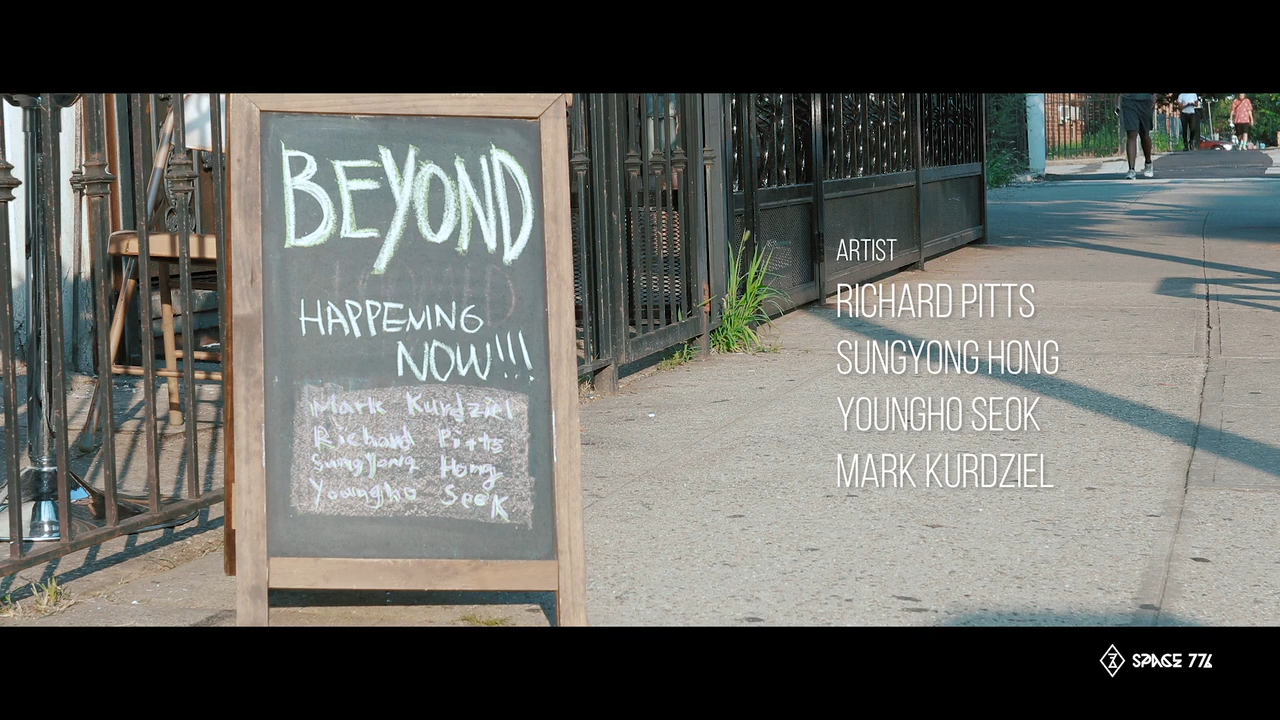 BEYOND
HAPPENING
NOW!!!
Mark Kurdziel
Richard Pitts
SungYong Hong
Youngho Seok
ARTIST
RICHARD PITTS
SUNGYONG HONG
YOUNGHO SEOK
MARK KURDZIEL
SPACE 776